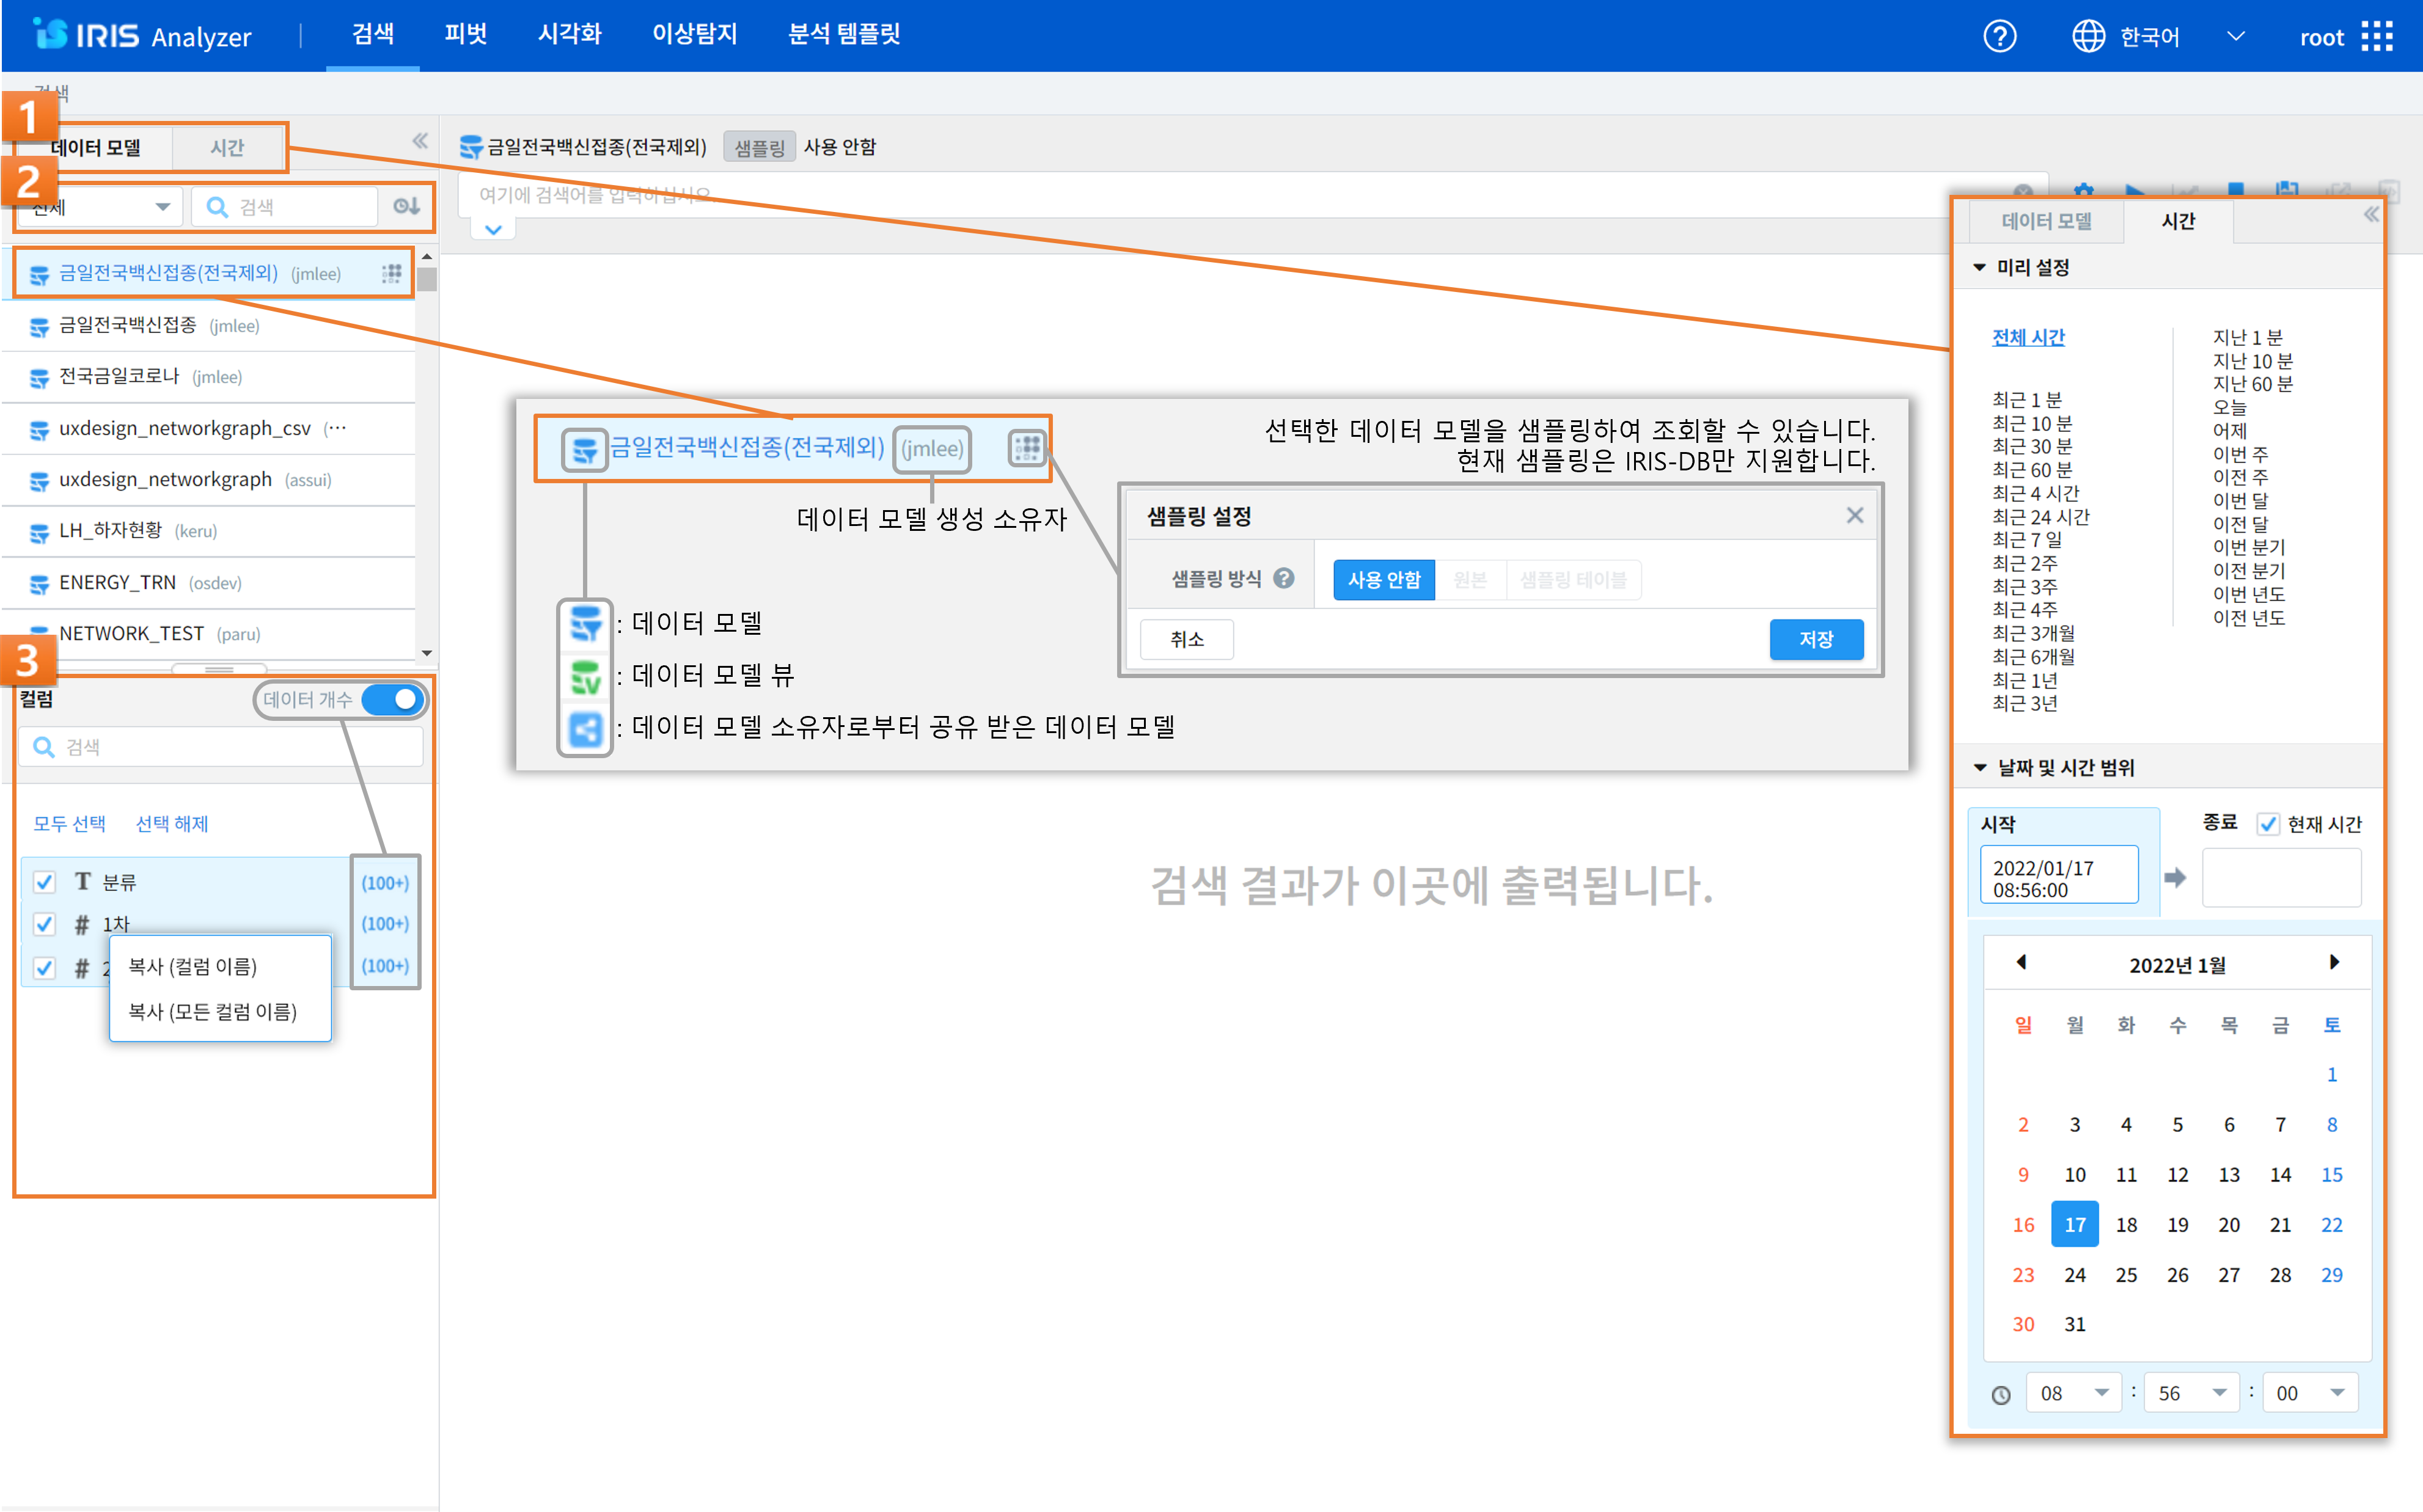 IRIS Analyzer
검색 피벗 시각화 이상탐지 분석 템플릿
한국어 root
검색
1
데이터 모델 시간
2
전체 검색
금일전국백신접종(전국제외) (jmlee)
금일전국백신접종 (jmlee)
전국금일코로나 (jmlee)
uxdesign_networkgraph_csv (⋯
uxdesign_networkgraph (assui)
LH_하자현황 (keru)
ENERGY_TRN (osdev)
NETWORK_TEST (paru)
3
컬럼 데이터 개수
검색
모두 선택 선택 해제
T 분류 (100+)
# 1차 (100+)
# 2 (100+)
복사 (컬럼 이름)
복사 (모든 컬럼 이름)
금일전국백신접종(전국제외) 샘플링 사용 안함
여기에 검색어를 입력하십시오.
금일전국백신접종(전국제외) (jmlee)
데이터 모델 생성 소유자
: 데이터 모델
: 데이터 모델 뷰
: 데이터 모델 소유자로부터 공유 받은 데이터 모델
선택한 데이터 모델을 샘플링하여 조회할 수 있습니다.
현재 샘플링은 IRIS-DB만 지원합니다.
샘플링 설정
샘플링 방식 ? 사용 안함 원본 샘플링 테이블
취소 저장
검색 결과가 이곳에 출력됩니다.
데이터 모델 시간
미리 설정
전체 시간
최근 1 분
최근 10 분
최근 30 분
최근 60 분
최근 4 시간
최근 24 시간
최근 7 일
최근 2주
최근 3주
최근 4주
최근 3개월
최근 6개월
최근 1년
최근 3년
지난 1 분
지난 10 분
지난 60 분
오늘
어제
이번 주
이전 주
이번 달
이전 달
이번 분기
이전 분기
이번 년도
이전 년도
날짜 및 시간 범위
시작 종료 현재 시간
2022/01/17
08:56:00
2022년 1월
일 월 화 수 목 금 토
1
2 3 4 5 6 7 8
9 10 11 12 13 14 15
16 17 18 19 20 21 22
23 24 25 26 27 28 29
30 31
08 : 56 : 00